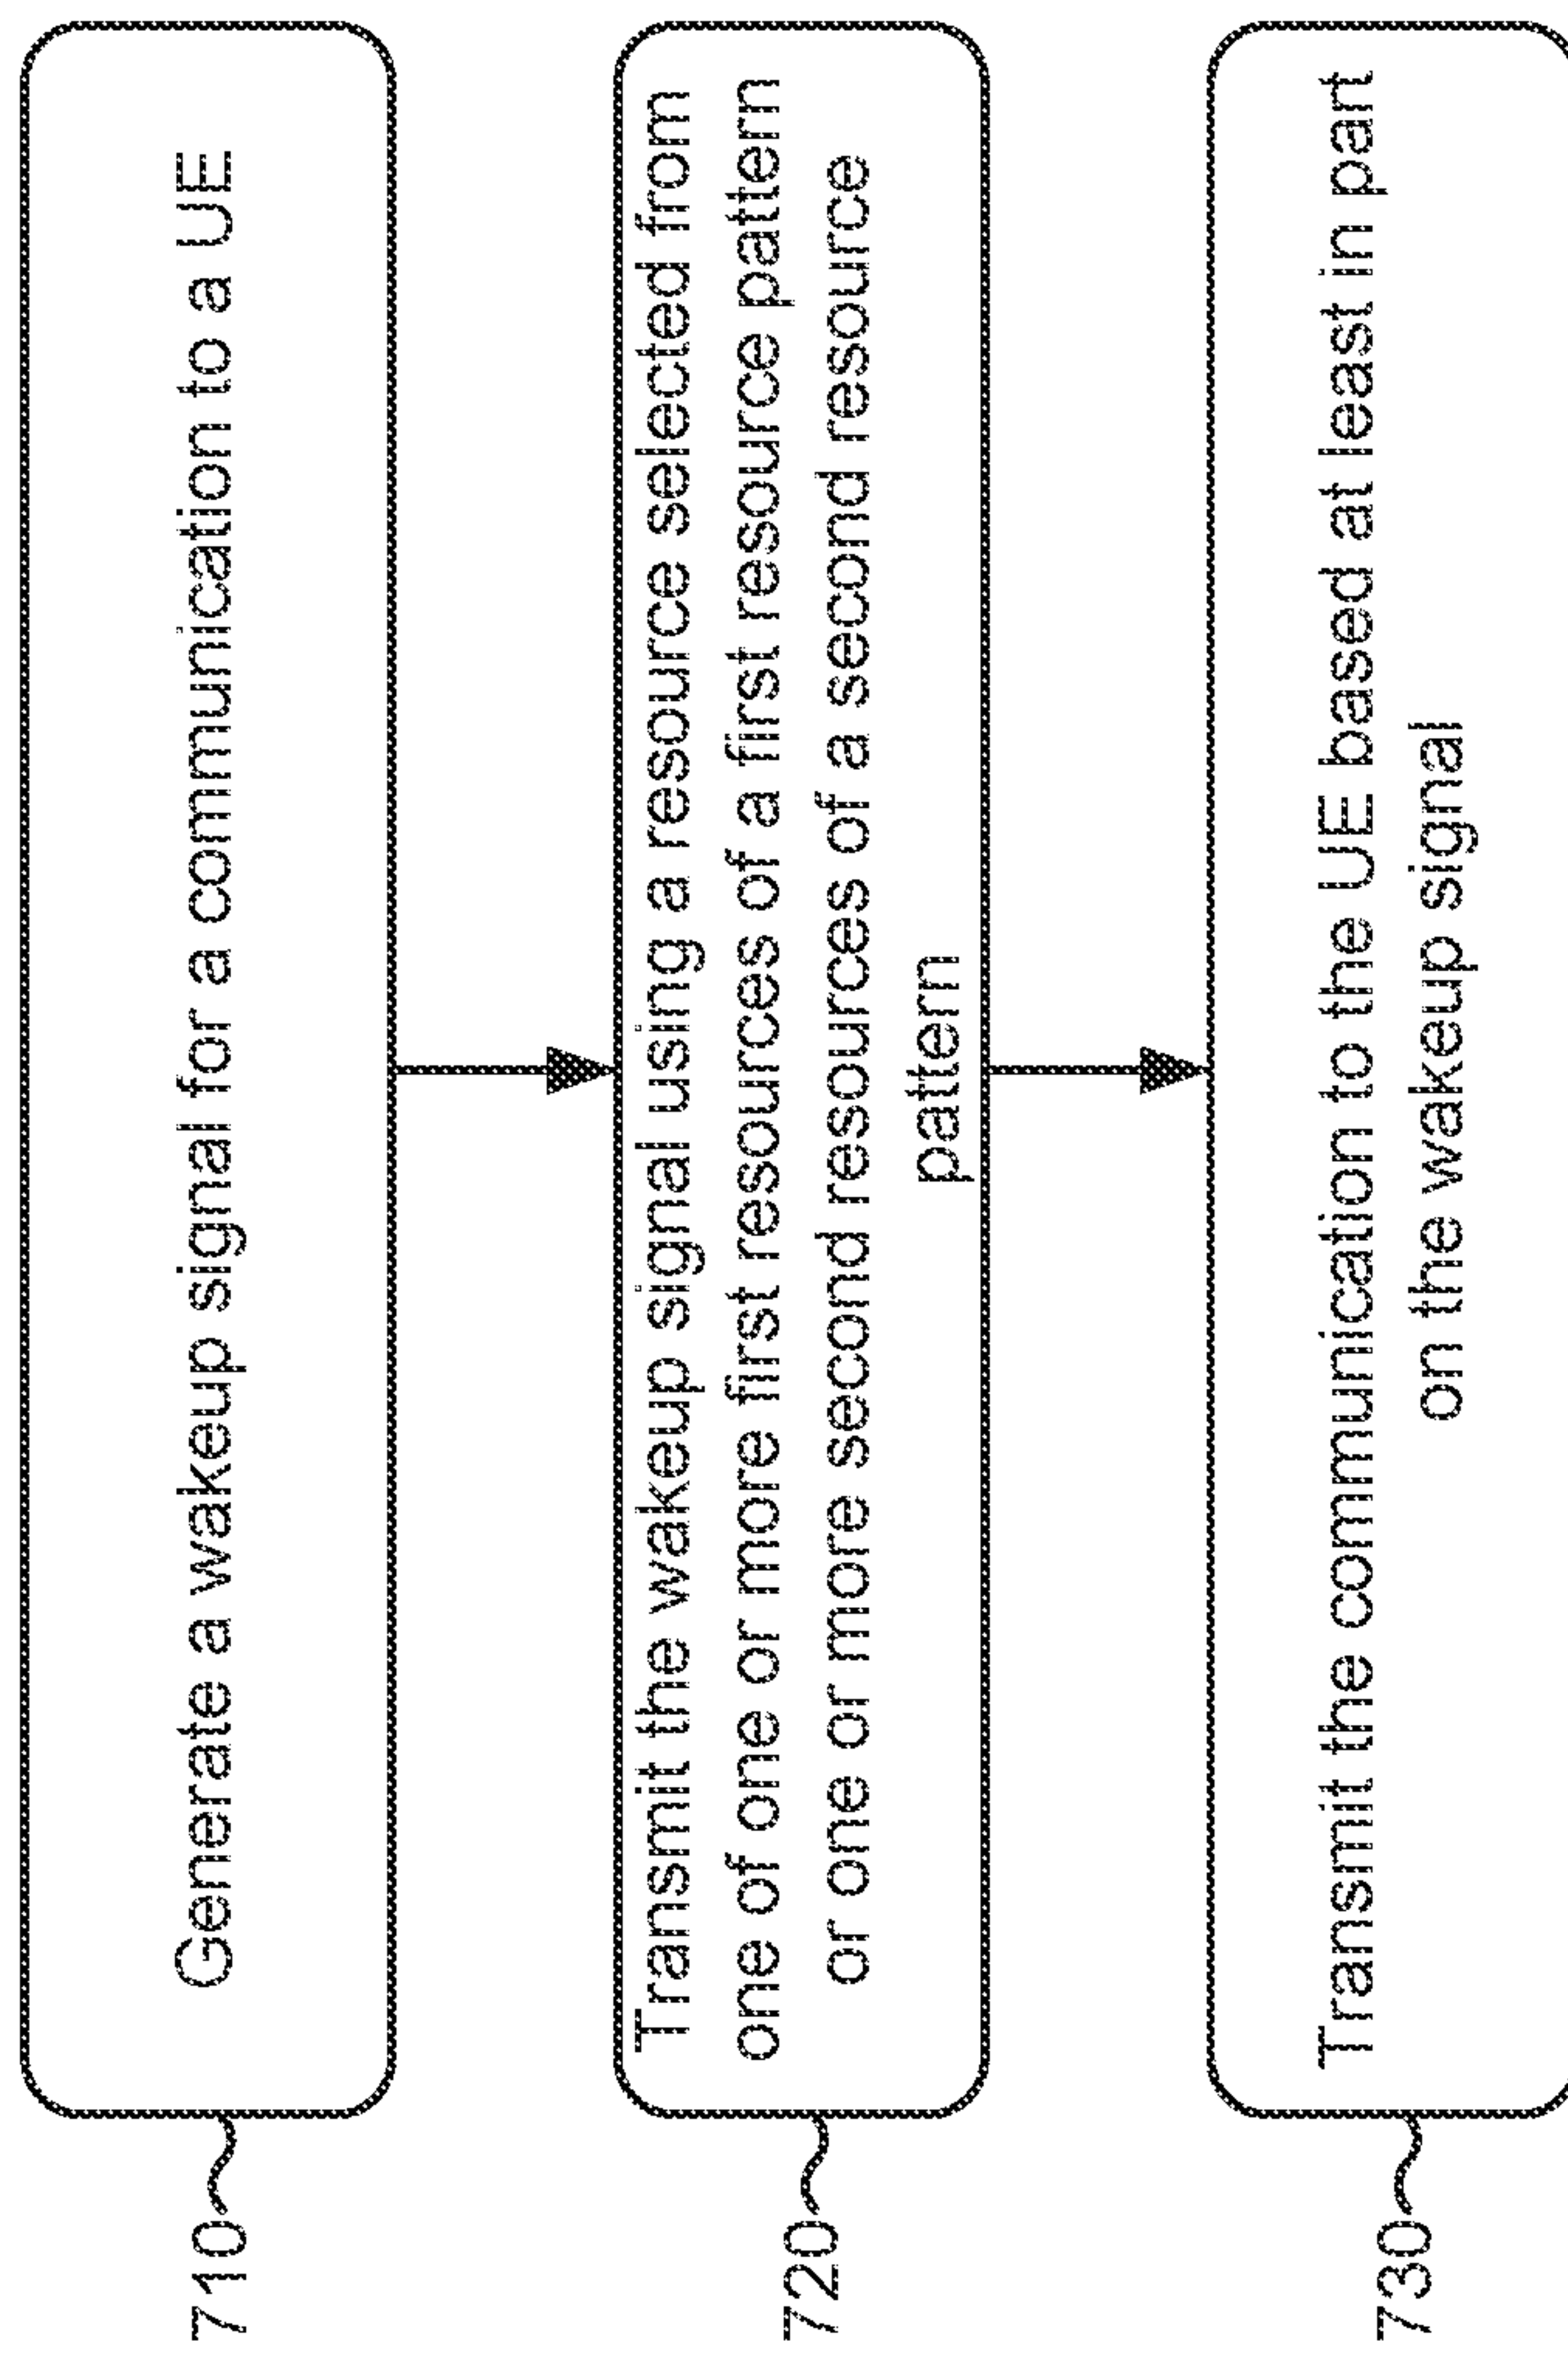 710
Generate a wakeup signal for a communication to a UE
720
Transmit the wakeup signal using a resource selected from
one of one or more first resources of a first resource pattern
or one or more second resources of a second resource
pattern
730
Transmit the communication to the UE based at least in part
on the wakeup signal